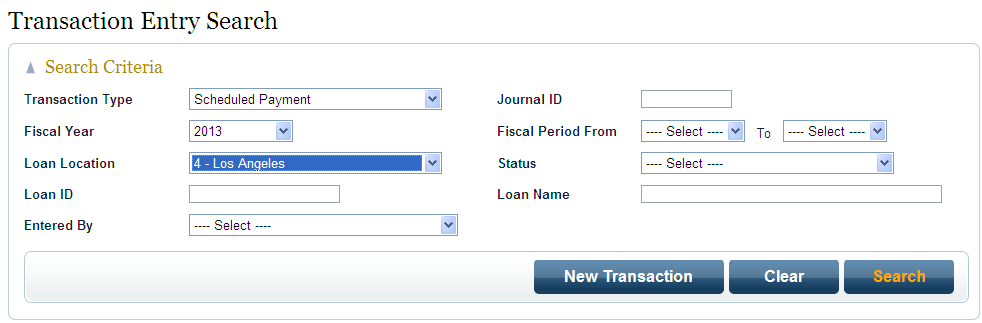 Transaction Entry Search
Search Criteria
Transaction Type Scheduled Payment Journal ID
Fiscal Year 2013 Fiscal Period From ---- Select ---- To ---- Select ----
Loan Location 4 - Los Angeles Status ---- Select ----
Loan ID Loan Name
Entered By ---- Select ----
New Transaction Clear Search